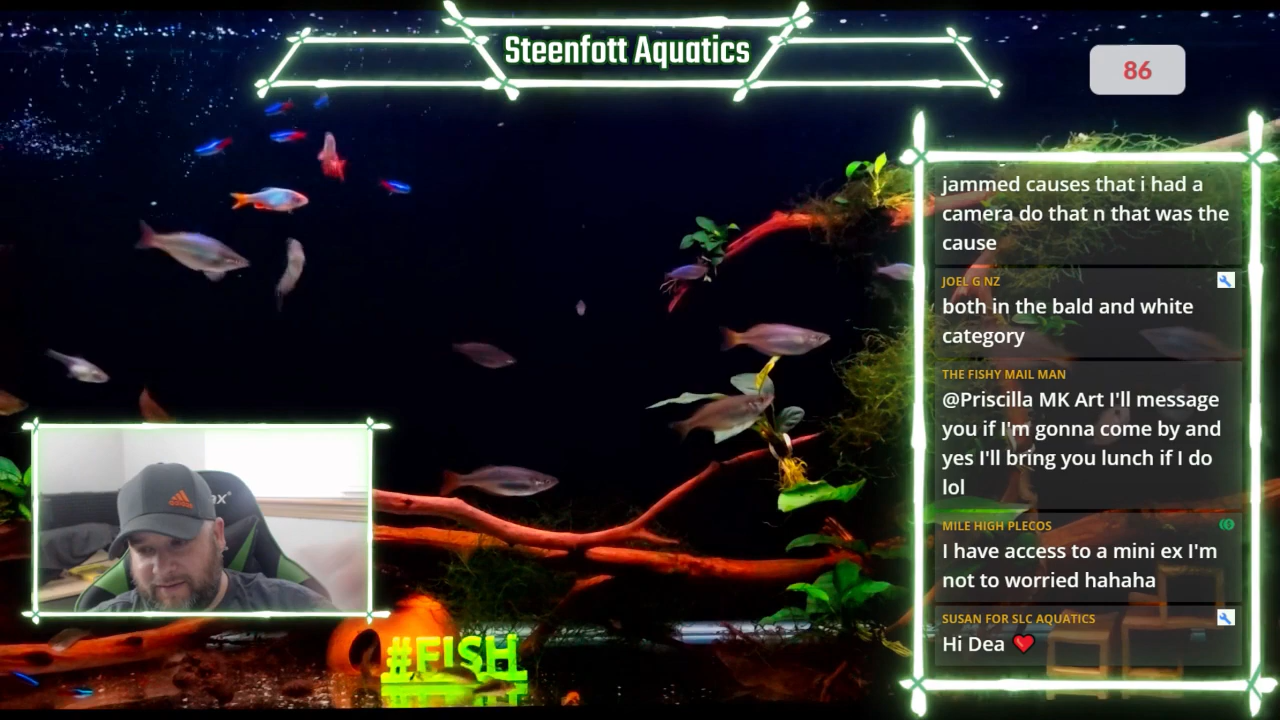 Steenfott Aquatics
86
jammed causes that i had a
camera do that n that was the
cause
JOEL G NZ
both in the bald and white
category
THE FISHY MAIL MAN
@Priscilla MK Art I'll message
you if I'm gonna come by and
yes I'll bring you lunch if I do
lol
MILE HIGH PLECOS
I have access to a mini ex I'm
not to worried hahaha
SUSAN FOR SLC AQUATICS
Hi Dea ❤️
#FISH